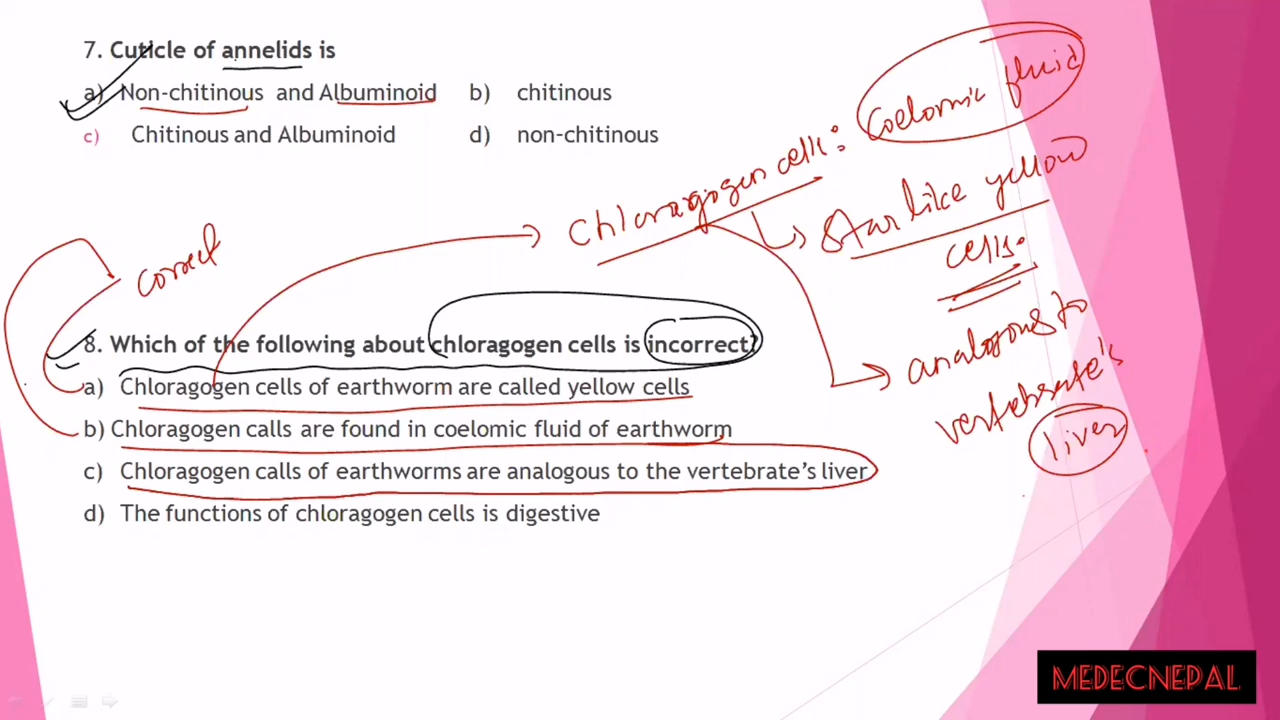 7. Cuticle of annelids is
a) Non-chitinous and Albuminoid b) chitinous
c) Chitinous and Albuminoid d) non-chitinous
Chloragogen cells: Coelomic fluid
Star like yellow
cells.
analogous to
vertebrate's
liver
correct
8. Which of the following about chloragogen cells is incorrect?
a) Chloragogen cells of earthworm are called yellow cells
b) Chloragogen calls are found in coelomic fluid of earthworm
c) Chloragogen calls of earthworms are analogous to the vertebrate's liver
d) The functions of chloragogen cells is digestive
MEDECNEPAL